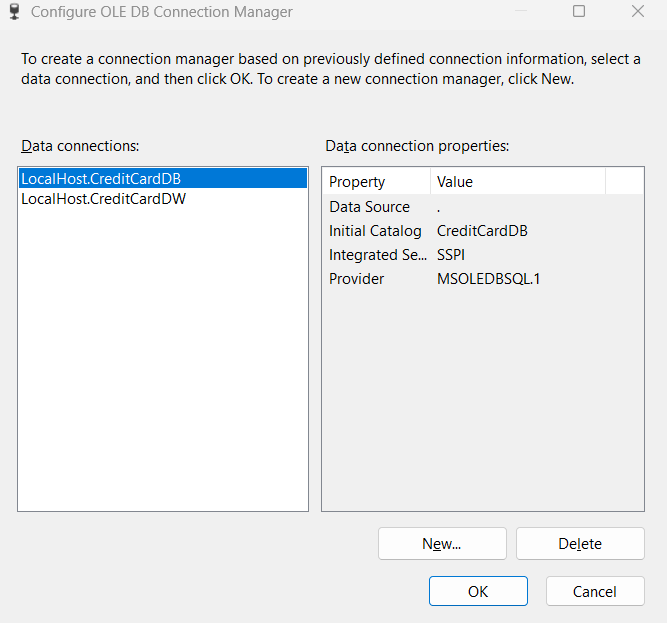 Configure OLE DB Connection Manager
To create a connection manager based on previously defined connection information, select a
data connection, and then click OK. To create a new connection manager, click New.
Data connections:
LocalHost.CreditCardDB
LocalHost.CreditCardDW
Data connection properties:
Property Value
Data Source .
Initial Catalog CreditCardDB
Integrated Se... SSPI
Provider MSOLEDBSQL.1
New... Delete
OK Cancel